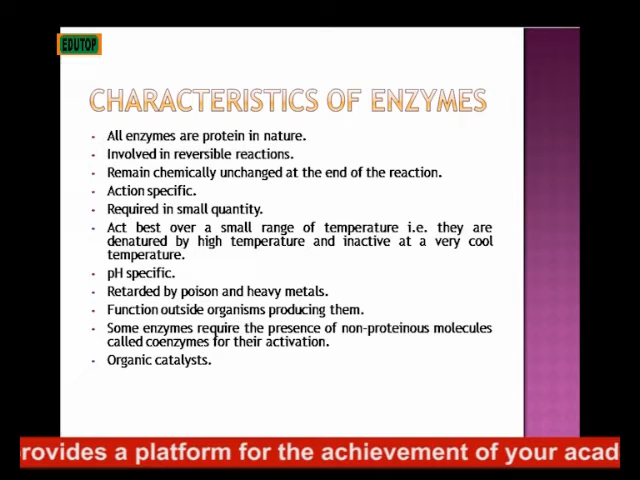 EDUTOP
CHARACTERISTICS OF ENZYMES
• All enzymes are protein in nature.
• Involved in reversible reactions.
• Remain chemically unchanged at the end of the reaction.
• Action specific.
• Required in small quantity.
• Act best over a small range of temperature i.e. they are
denatured by high temperature and inactive at a very cool
temperature.
• pH specific.
• Retarded by poison and heavy metals.
• Function outside organisms producing them.
• Some enzymes require the presence of non-proteinous molecules
called coenzymes for their activation.
• Organic catalysts.
rovides a platform for the achievement of your acad